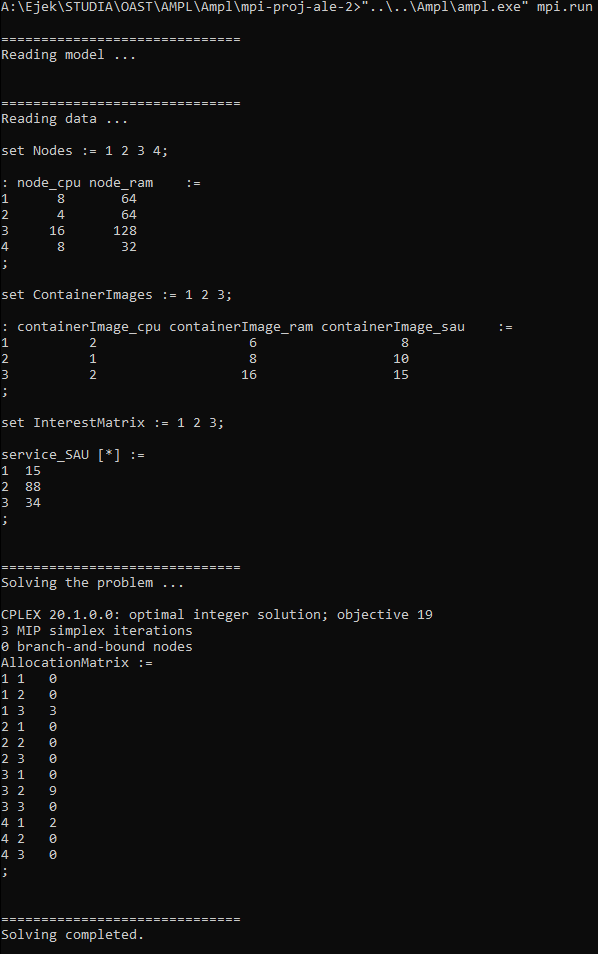 A:\Ejek\STUDIA\OAST\AMPL\Ampl\mpi-proj-ale-2>"..\..\Ampl\ampl.exe" mpi.run
==============================
Reading model ...
==============================
Reading data ...
set Nodes := 1 2 3 4;
: node_cpu node_ram    :=
1      8       64
2      4       64
3     16      128
4      8       32
;
set ContainerImages := 1 2 3;
: containerImage_cpu containerImage_ram containerImage_sau    :=
1          2                   6                  8
2          1                   8                 10
3          2                  16                 15
;
set InterestMatrix := 1 2 3;
service_SAU [*] :=
1  15
2  88
3  34
;
==============================
Solving the problem ...
CPLEX 20.1.0.0: optimal integer solution; objective 19
3 MIP simplex iterations
0 branch-and-bound nodes
AllocationMatrix :=
1 1   0
1 2   0
1 3   3
2 1   0
2 2   0
2 3   0
3 1   0
3 2   9
3 3   0
4 1   2
4 2   0
4 3   0
;
==============================
Solving completed.